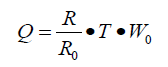 Q = R/R₀ • T • W₀